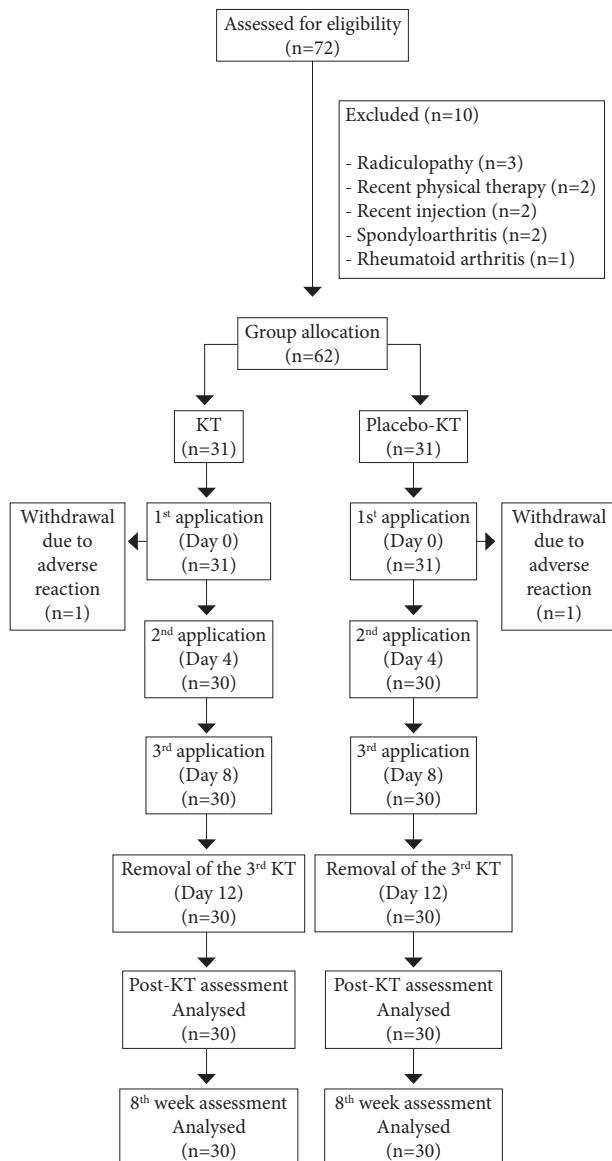 Assessed for eligibility
(n=72)
Excluded (n=10)
- Radiculopathy (n=3)
- Recent physical therapy (n=2)
- Recent injection (n=2)
- Spondyloarthritis (n=2)
- Rheumatoid arthritis (n=1)
Group allocation
(n=62)
KT
(n=31)
Placebo-KT
(n=31)
Withdrawal
due to
adverse
reaction
(n=1)
1st application
(Day 0)
(n=31)
1st application
(Day 0)
(n=31)
Withdrawal
due to
adverse
reaction
(n=1)
2nd application
(Day 4)
(n=30)
2nd application
(Day 4)
(n=30)
3rd application
(Day 8)
(n=30)
3rd application
(Day 8)
(n=30)
Removal of the 3rd KT
(Day 12)
(n=30)
Removal of the 3rd KT
(Day 12)
(n=30)
Post-KT assessment
Analysed
(n=30)
Post-KT assessment
Analysed
(n=30)
8th week assessment
Analysed
(n=30)
8th week assessment
Analysed
(n=30)